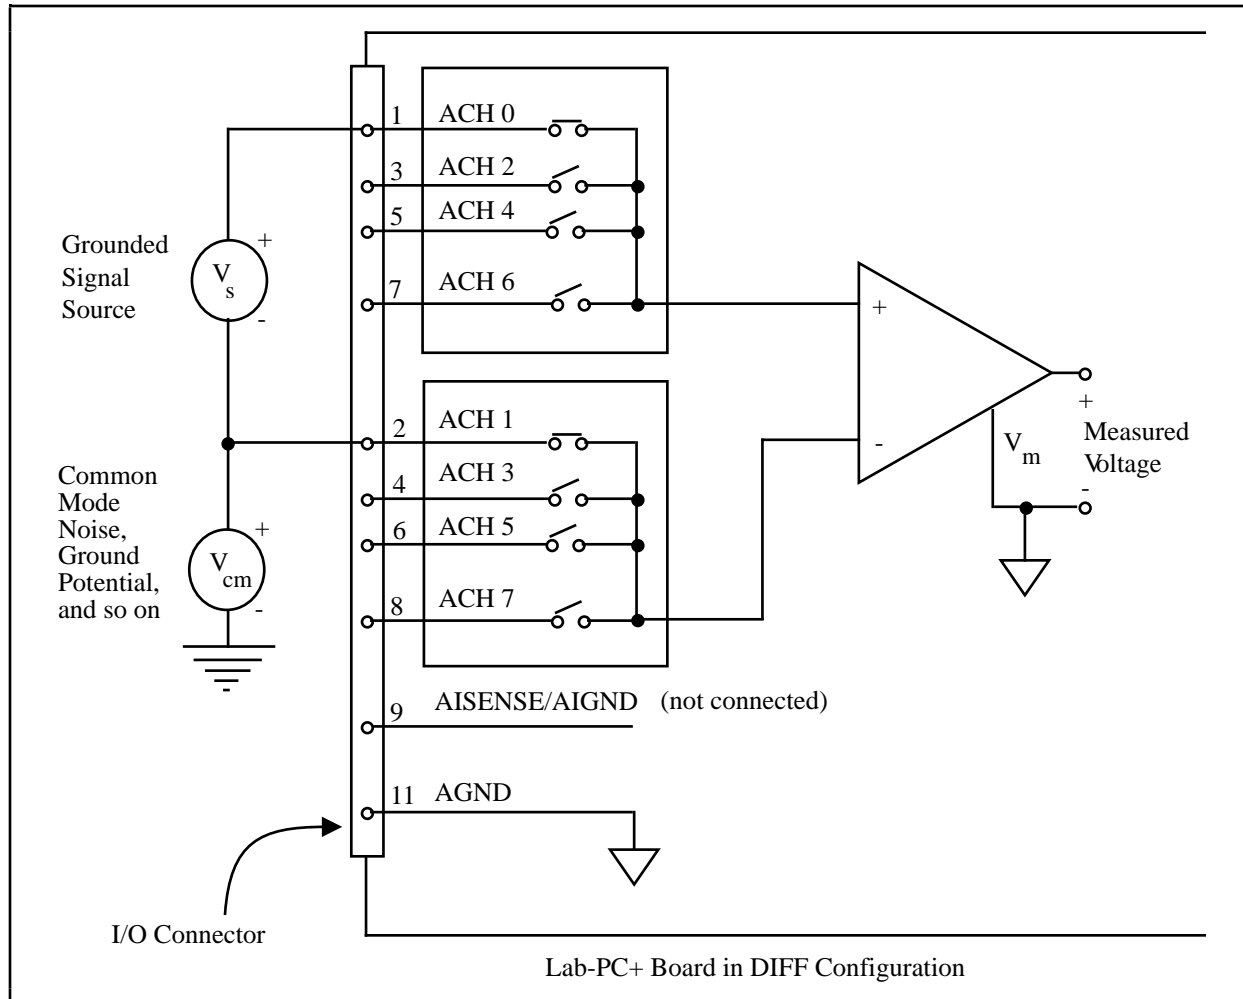 1 ACH 0
3 ACH 2
5 ACH 4
7 ACH 6
Grounded
Signal
Source
+
V
s
-
+
-
2 ACH 1
4 ACH 3
6 ACH 5
8 ACH 7
Common
Mode
Noise,
Ground
Potential,
and so on
+
V
cm
-
+
V
m
Measured
Voltage
-
9 AISENSE/AIGND (not connected)
11 AGND
I/O Connector
Lab-PC+ Board in DIFF Configuration